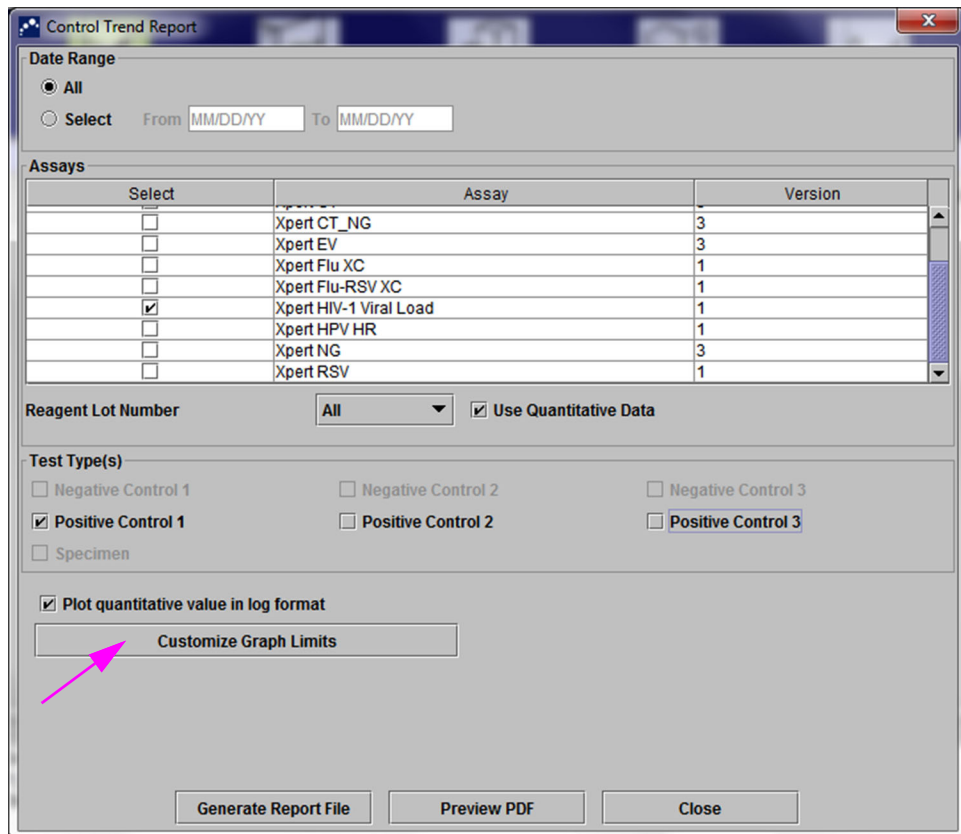 Control Trend Report
Date Range
All
Select From MM/DD/YY To MM/DD/YY
Assays
Select Assay Version
Xpert CT_NG 3
Xpert EV 3
Xpert Flu XC 1
Xpert Flu-RSV XC 1
Xpert HIV-1 Viral Load 1
Xpert HPV HR 1
Xpert NG 3
Xpert RSV 1
Reagent Lot Number All Use Quantitative Data
Test Type(s)
Negative Control 1 Negative Control 2 Negative Control 3
Positive Control 1 Positive Control 2 Positive Control 3
Specimen
Plot quantitative value in log format
Customize Graph Limits
Generate Report File Preview PDF Close